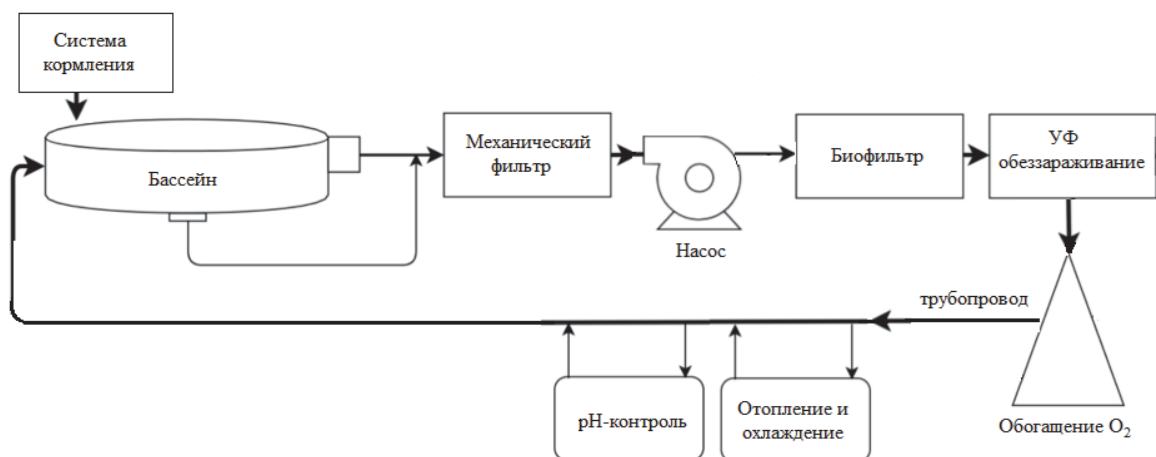 Система
кормления
Бассейн
Механический
фильтр
Насос
Биофильтр
УФ
обеззараживание
трубопровод
pH-контроль
Отопление и
охлаждение
Обогащение O₂